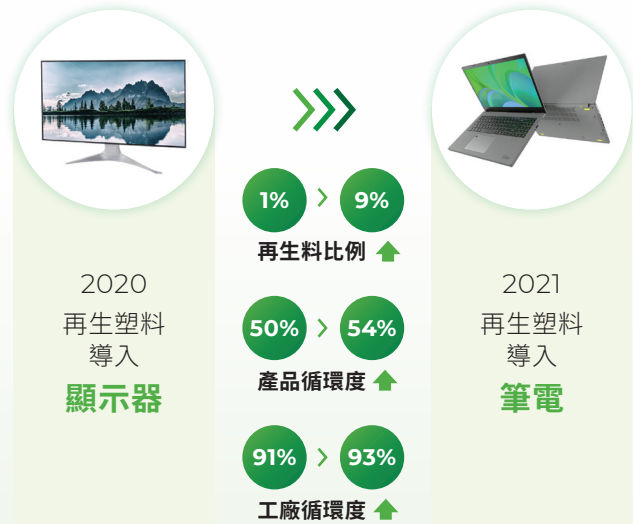 2020
再生塑料
導入
顯示器
1% > 9%
再生料比例
50% > 54%
產品循環度
91% > 93%
工廠循環度
2021
再生塑料
導入
筆電